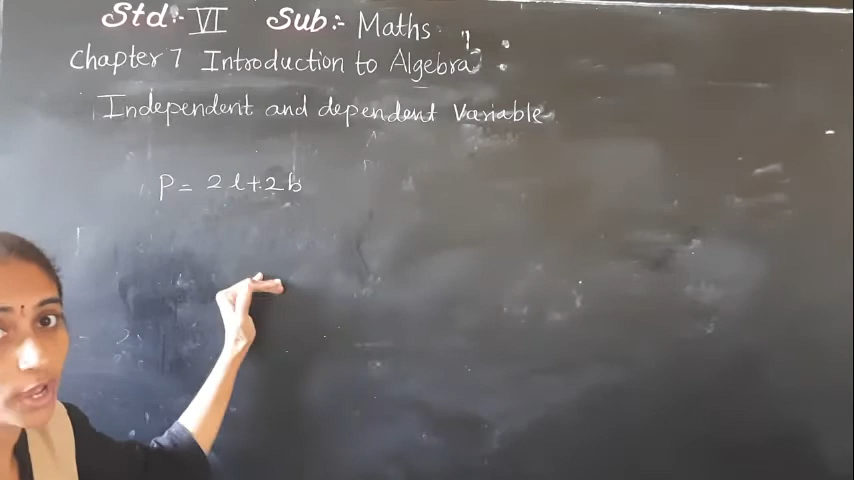 Std:- VI Sub:- Maths
Chapter 7 Introduction to Algebra :
Independent and dependent Variable
P = 2l + 2b